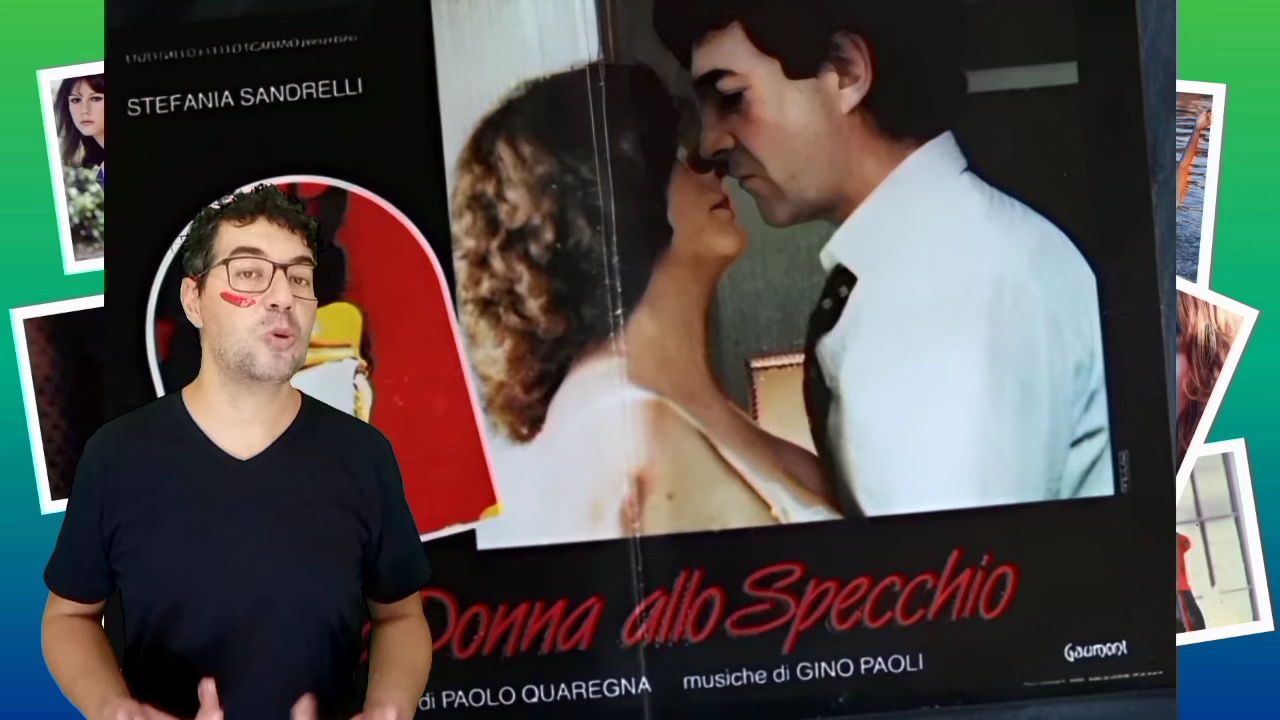 STEFANIA SANDRELLI
Donna allo Specchio
di PAOLO QUAREGNA musiche di GINO PAOLI
Gaumont